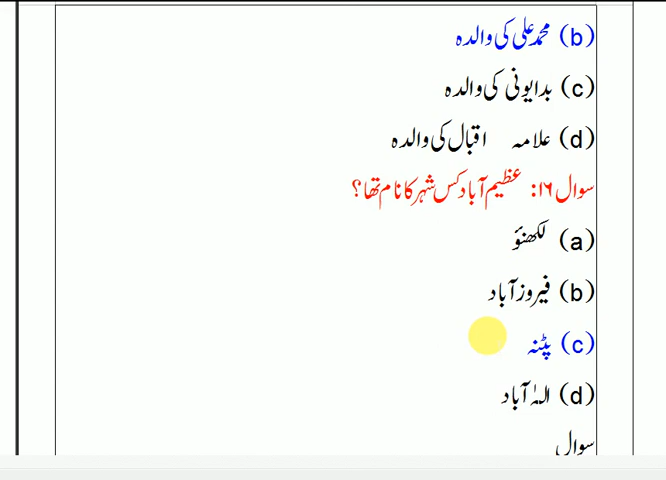 (b) محمد علی کی والدہ
(c) بدایونی کی والدہ
(d) علامہ اقبال کی والدہ
سوال ۱۶: عظیم آباد کس شہر کا نام تھا؟
(a) لکھنؤ
(b) فیروز آباد
(c) پٹنہ
(d) الہٰ آباد
سوال